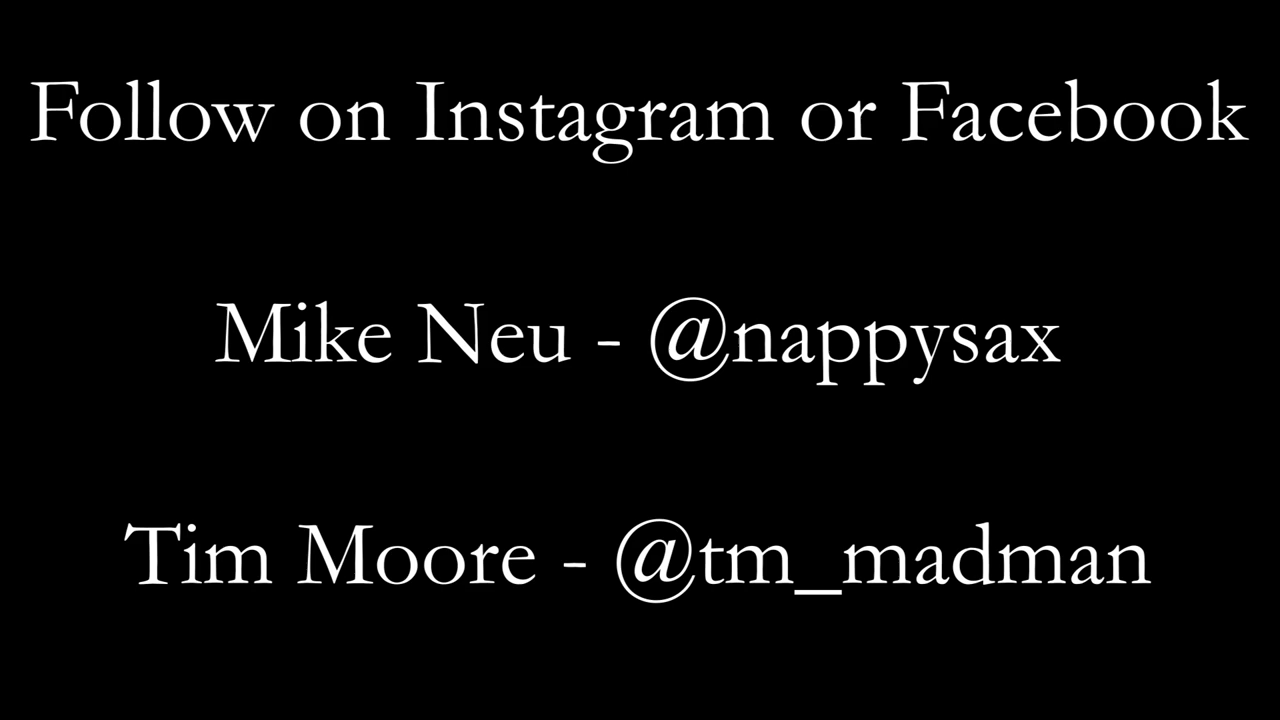 Follow on Instagram or Facebook
Mike Neu - @nappysax
Tim Moore - @tm_madman